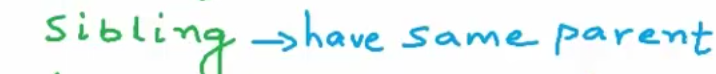 Sibling → have same parent